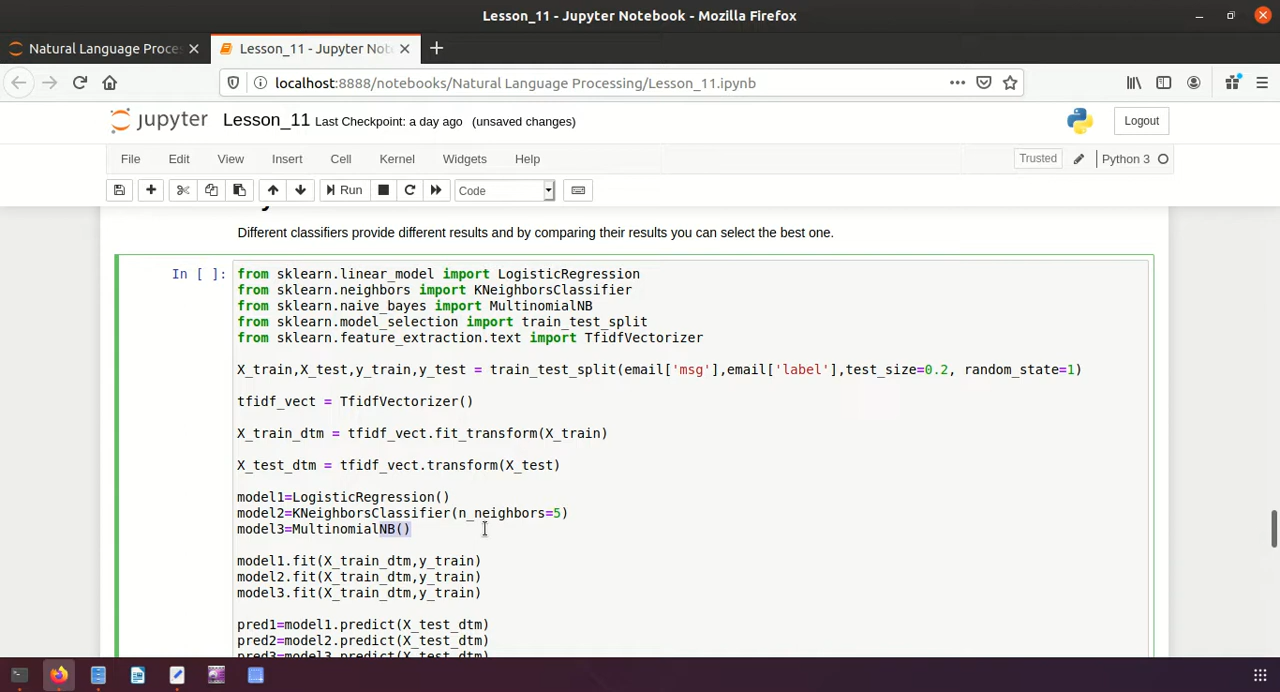 Lesson_11 - Jupyter Notebook - Mozilla Firefox
Natural Language Proce
Lesson_11 - Jupyter Not
localhost:8888/notebooks/Natural Language Processing/Lesson_11.ipynb
jupyter Lesson_11 Last Checkpoint: a day ago (unsaved changes)
Logout
File Edit View Insert Cell Kernel Widgets Help
Trusted Python 3
Run Code
Different classifiers provide different results and by comparing their results you can select the best one.
In [ ]: from sklearn.linear_model import LogisticRegression
from sklearn.neighbors import KNeighborsClassifier
from sklearn.naive_bayes import MultinomialNB
from sklearn.model_selection import train_test_split
from sklearn.feature_extraction.text import TfidfVectorizer
X_train,X_test,y_train,y_test = train_test_split(email['msg'],email['label'],test_size=0.2, random_state=1)
tfidf_vect = TfidfVectorizer()
X_train_dtm = tfidf_vect.fit_transform(X_train)
X_test_dtm = tfidf_vect.transform(X_test)
model1=LogisticRegression()
model2=KNeighborsClassifier(n_neighbors=5)
model3=MultinomialNB()
model1.fit(X_train_dtm,y_train)
model2.fit(X_train_dtm,y_train)
model3.fit(X_train_dtm,y_train)
pred1=model1.predict(X_test_dtm)
pred2=model2.predict(X_test_dtm)
pred3=model3.predict(X_test_dtm)